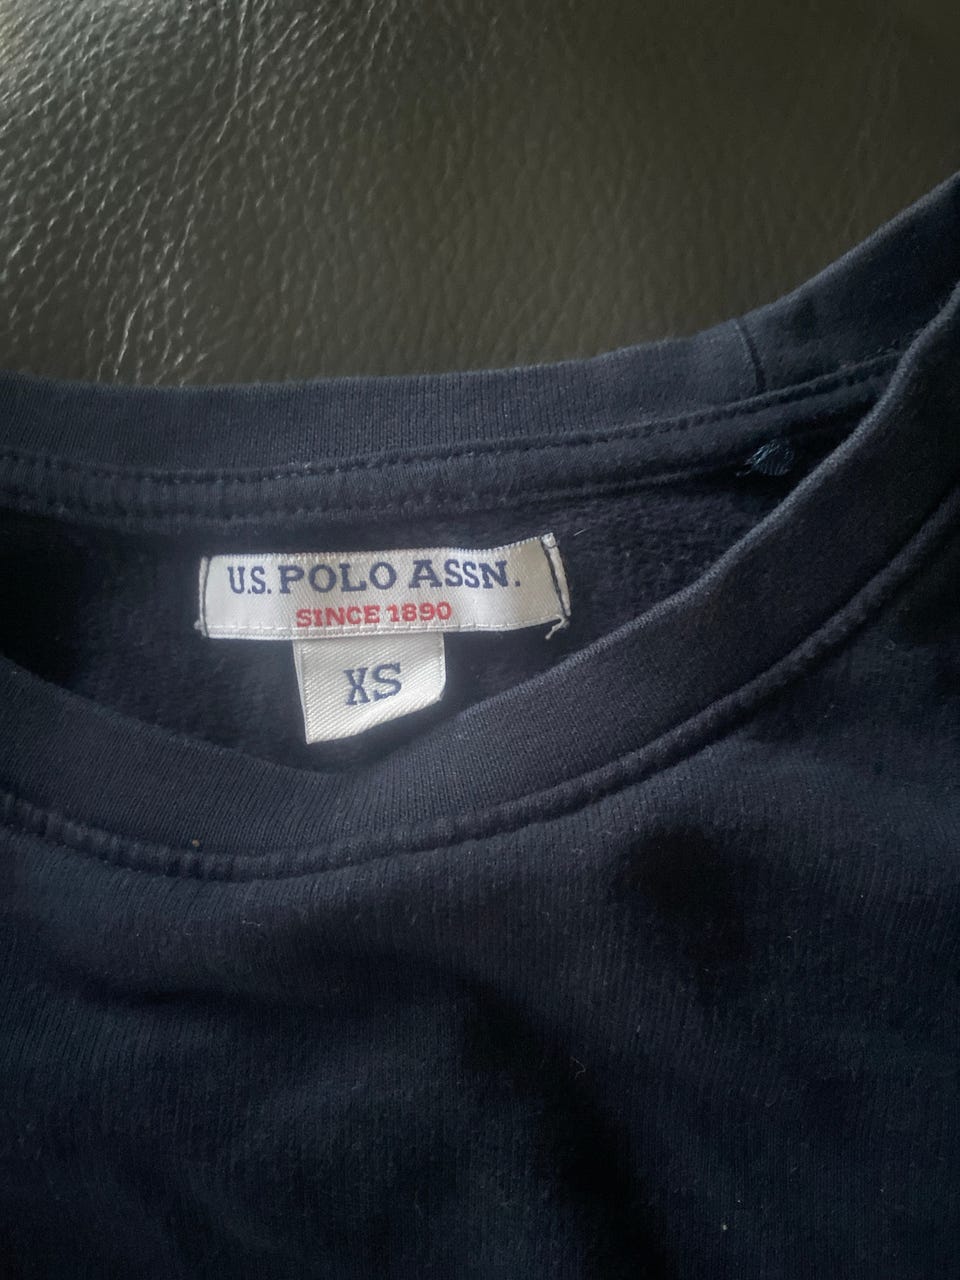 U.S. POLO ASSN.
SINCE 1890
XS